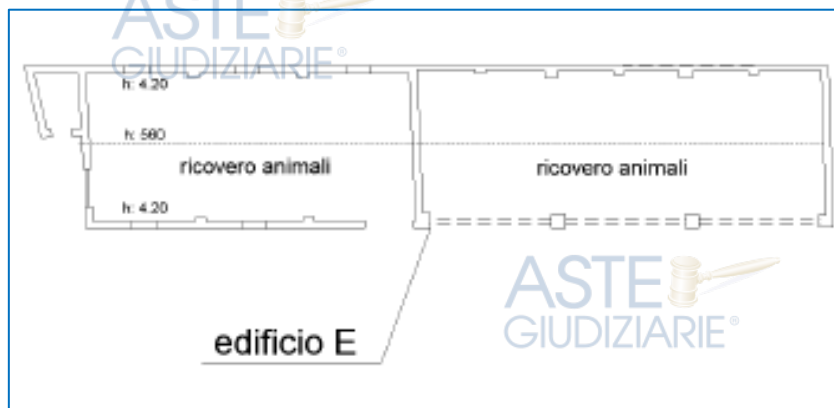 ASTE
GIUDIZIARIE®
h: 4.20
h: 560
ricovero animali
ricovero animali
h: 4.20
ASTE
GIUDIZIARIE®
edificio E